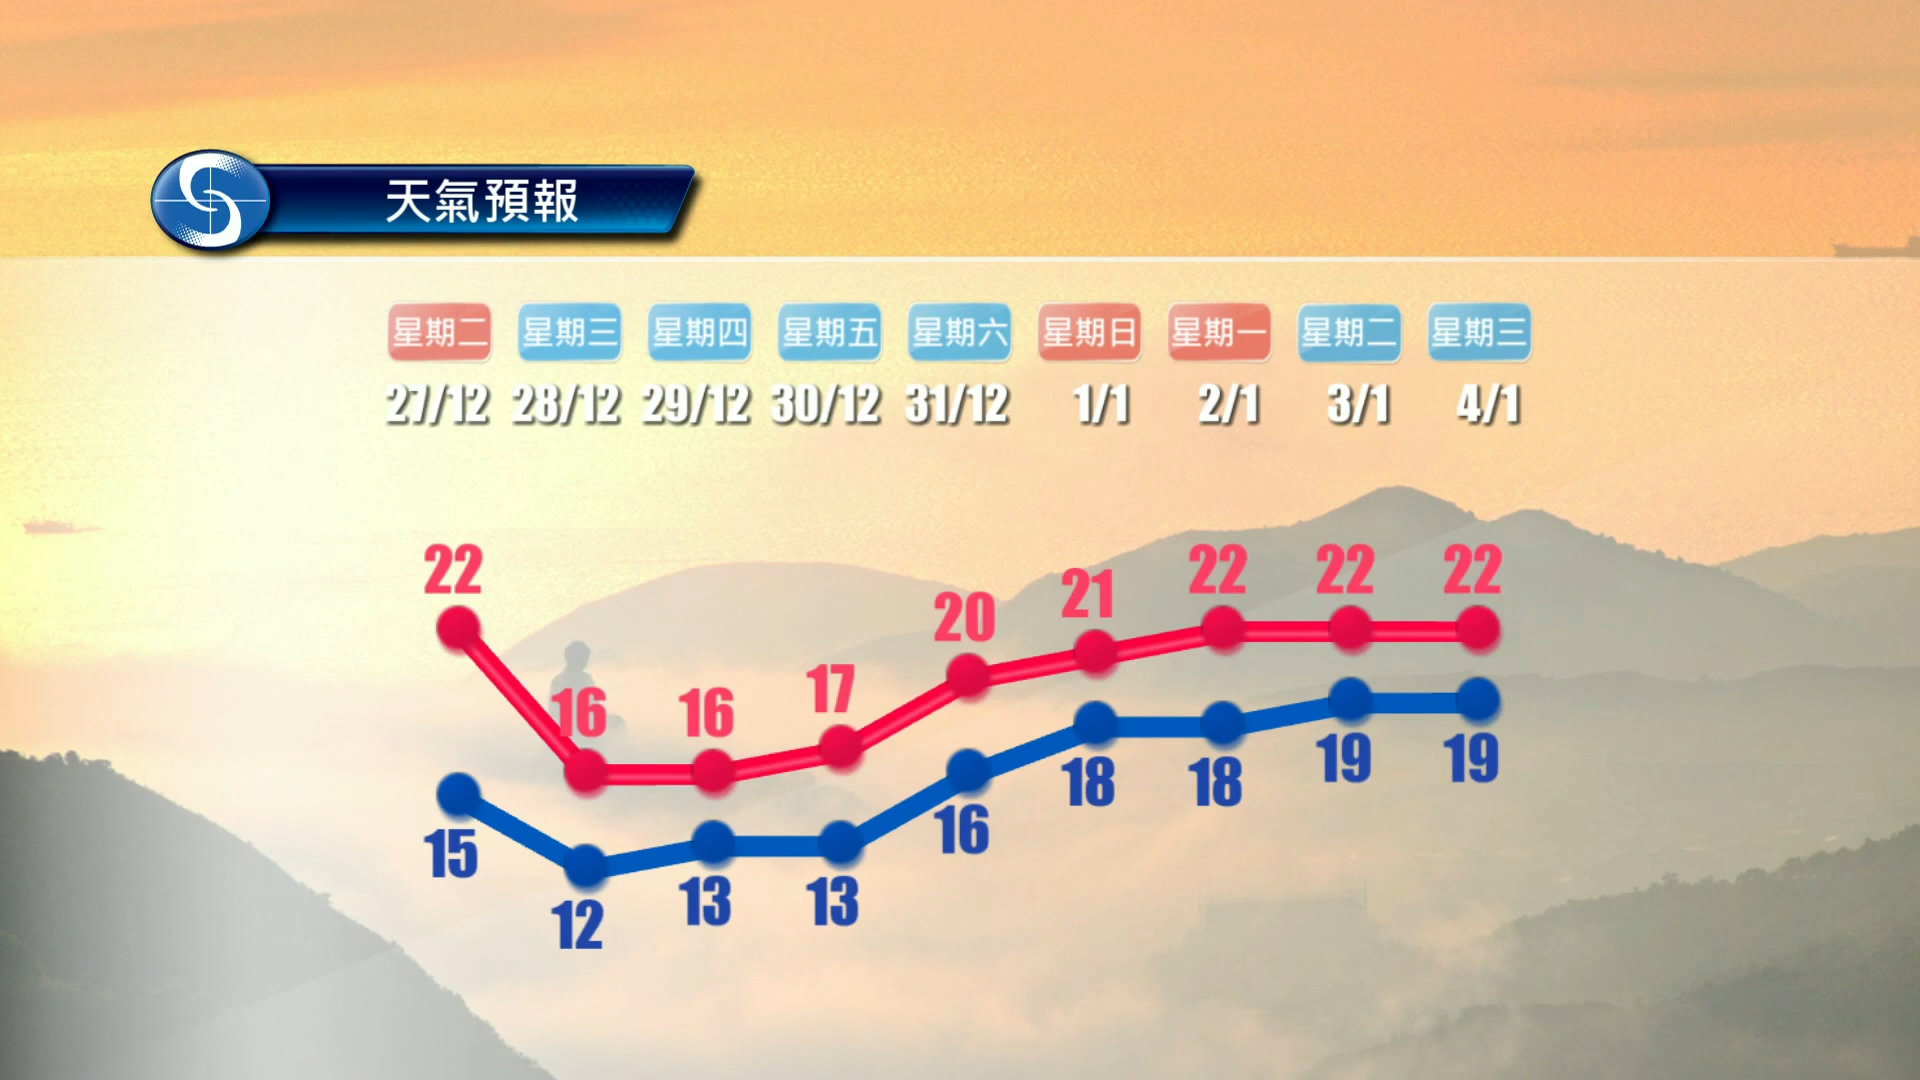 天氣預報
星期二 星期三 星期四 星期五 星期六 星期日 星期一 星期二 星期三
27/12 28/12 29/12 30/12 31/12 1/1 2/1 3/1 4/1
22 16 16 17 20 21 22 22 22
15 12 13 13 16 18 18 19 19